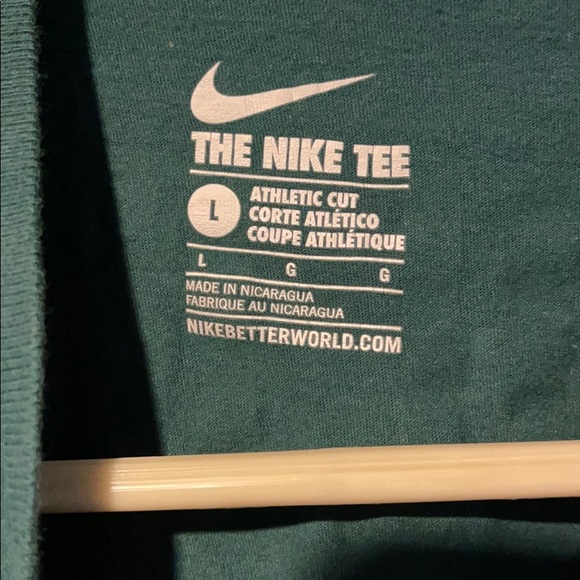 THE NIKE TEE
L
ATHLETIC CUT
CORTE ATLÉTICO
COUPE ATHLÉTIQUE
L G G
MADE IN NICARAGUA
FABRIQUE AU NICARAGUA
NIKEBETTERWORLD.COM